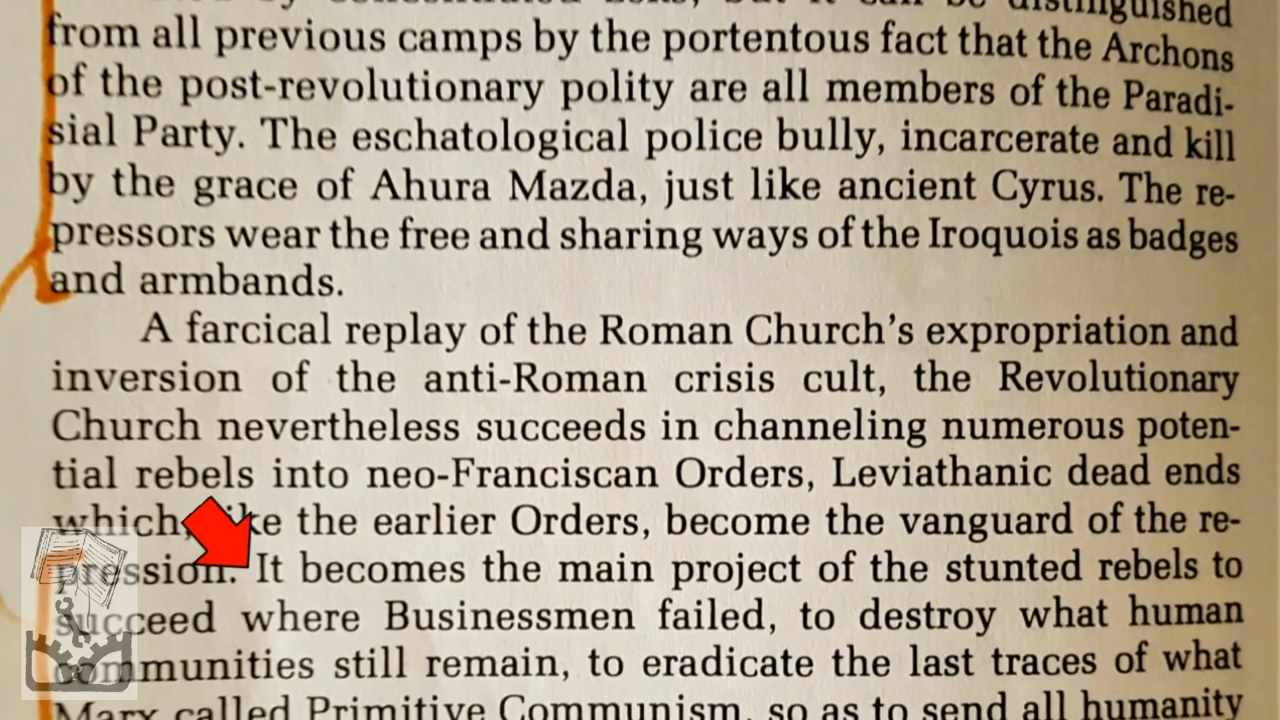 distinguished
from all previous camps by the portentous fact that the Archons
of the post-revolutionary polity are all members of the Paradi-
sial Party. The eschatological police bully, incarcerate and kill
by the grace of Ahura Mazda, just like ancient Cyrus. The re-
pressors wear the free and sharing ways of the Iroquois as badges
and armbands.
A farcical replay of the Roman Church's expropriation and
inversion of the anti-Roman crisis cult, the Revolutionary
Church nevertheless succeeds in channeling numerous poten-
tial rebels into neo-Franciscan Orders, Leviathanic dead ends
which, like the earlier Orders, become the vanguard of the re-
pression. It becomes the main project of the stunted rebels to
succeed where Businessmen failed, to destroy what human
communities still remain, to eradicate the last traces of what
Marx called Primitive Communism, so as to send all humanity